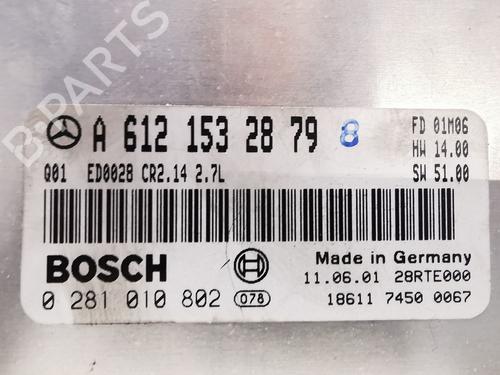 B-PARTS
A 612 153 28 79 8
FD 01M06
HW 14.00
Q01 ED0028 CR2.14 2.7L
SW 51.00
BOSCH
Made in Germany
11.06.01 28RTE000
0 281 010 802 078
18611 7450 0067